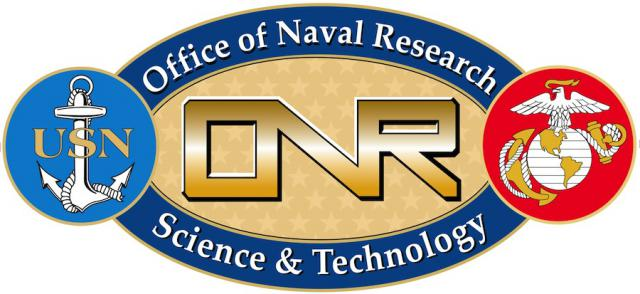 Office of Naval Research
USN
ONR
Science & Technology